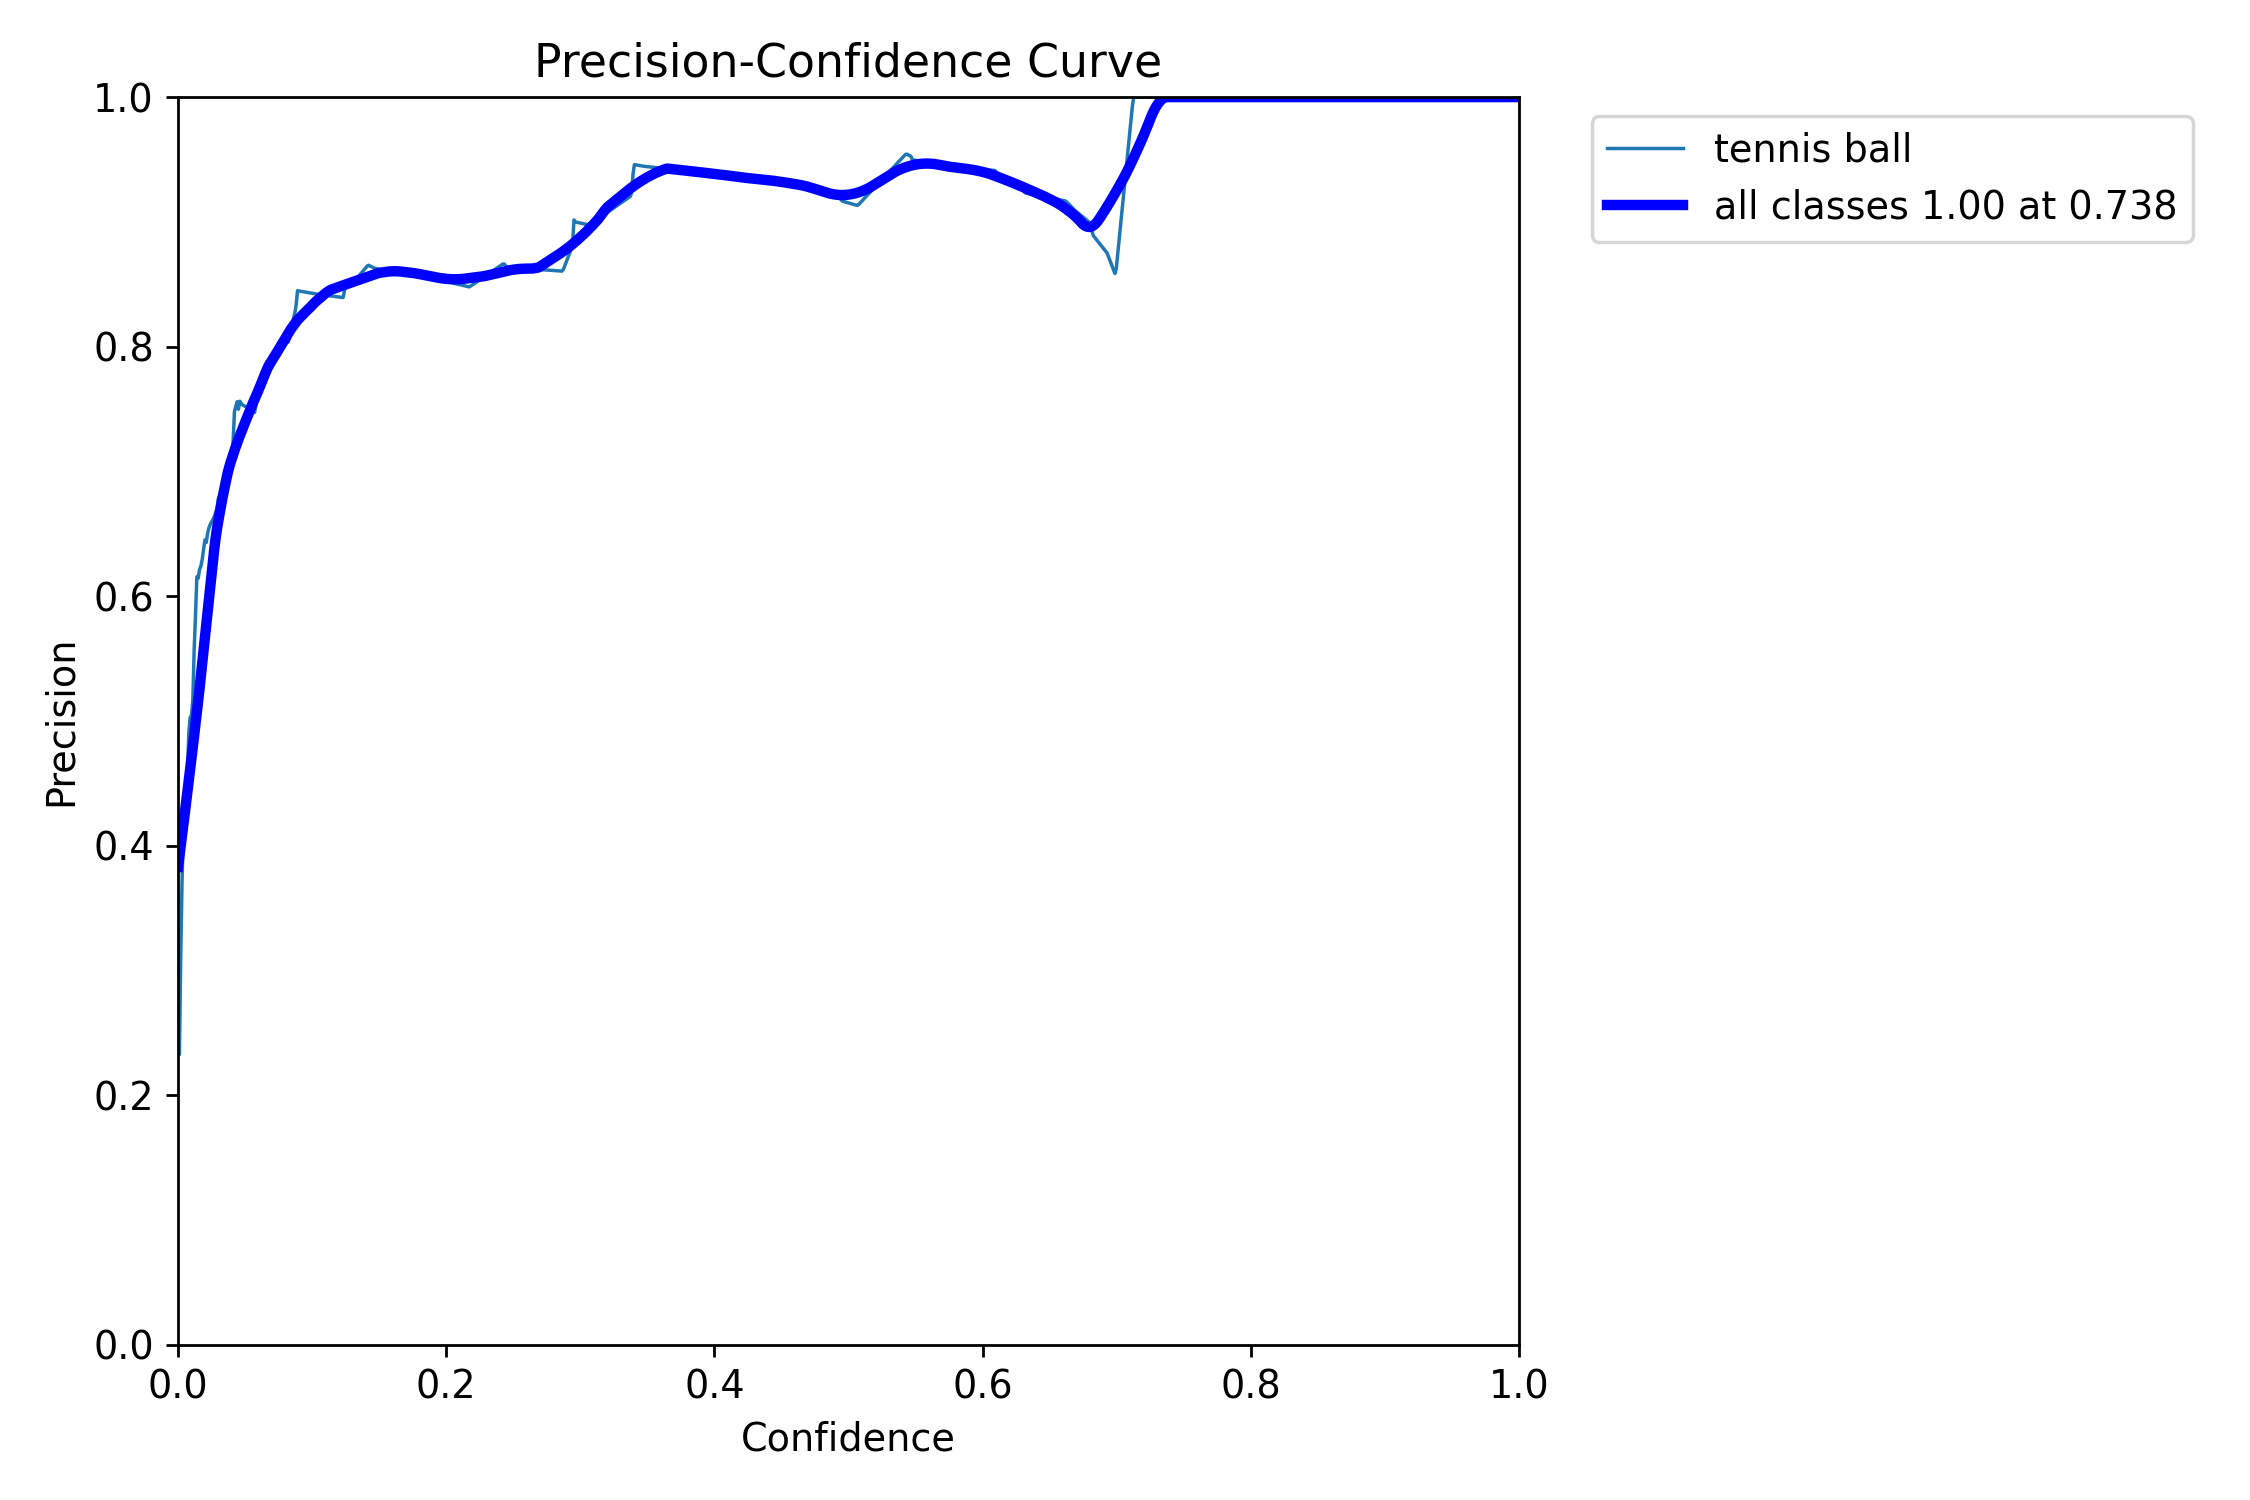 Precision-Confidence Curve
1.0
0.8
0.6
0.4
0.2
0.0
Precision
0.0 0.2 0.4 0.6 0.8 1.0
Confidence
tennis ball
all classes 1.00 at 0.738